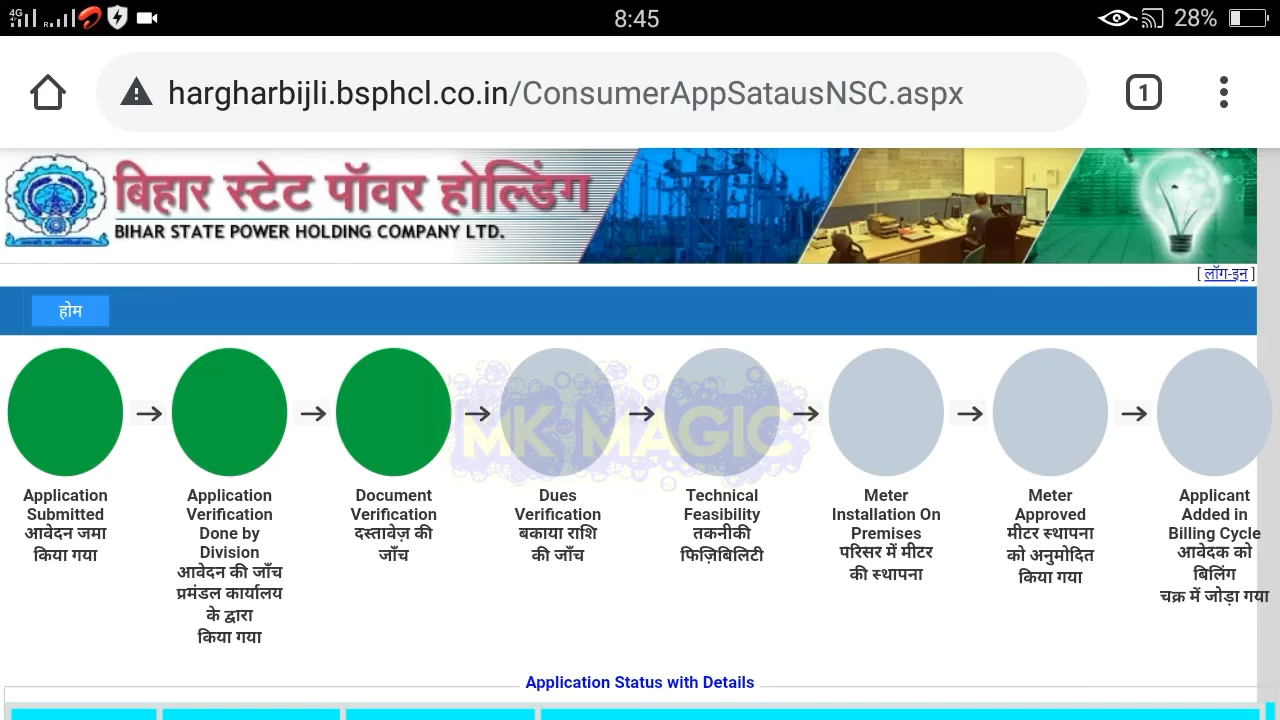 4G
R
8:45
28%
hargharbijli.bsphcl.co.in/ConsumerAppSatausNSC.aspx
1
बिहार स्टेट पॉवर होल्डिंग
BIHAR STATE POWER HOLDING COMPANY LTD.
[ लॉग-इन ]
होम
MK MAGIC
Application
Submitted
आवेदन जमा
किया गया
Application
Verification
Done by
Division
आवेदन की जाँच
प्रमंडल कार्यालय
के द्वारा
किया गया
Document
Verification
दस्तावेज़ की
जाँच
Dues
Verification
बकाया राशि
की जाँच
Technical
Feasibility
तकनीकी
फिज़िबिलिटी
Meter
Installation On
Premises
परिसर में मीटर
की स्थापना
Meter
Approved
मीटर स्थापना
को अनुमोदित
किया गया
Applicant
Added in
Billing Cycle
आवेदक को
बिलिंग
चक्र में जोड़ा गया
Application Status with Details